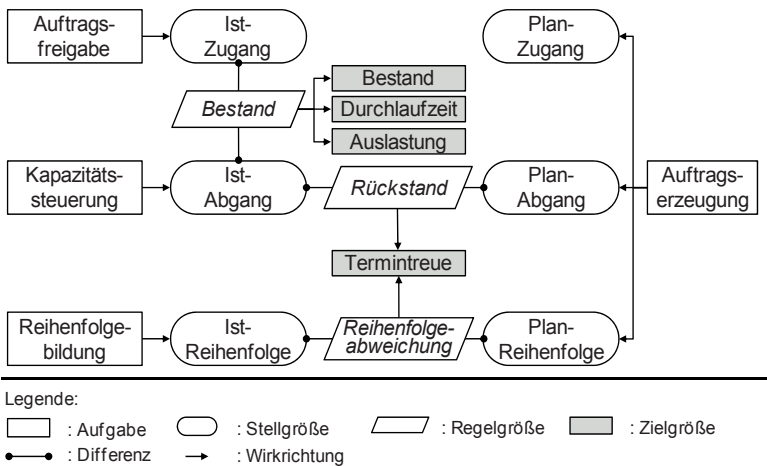 Auftrags-
freigabe
Ist-
Zugang
Plan-
Zugang
Bestand
Bestand
Durchlaufzeit
Auslastung
Kapazitäts-
steuerung
Ist-
Abgang
Rückstand
Plan-
Abgang
Auftrags-
erzeugung
Termintreue
Reihenfolge-
bildung
Ist-
Reihenfolge
Reihenfolge-
abweichung
Plan-
Reihenfolge
Legende:
: Aufgabe
: Stellgröße
: Regelgröße
: Zielgröße
: Differenz
: Wirkrichtung